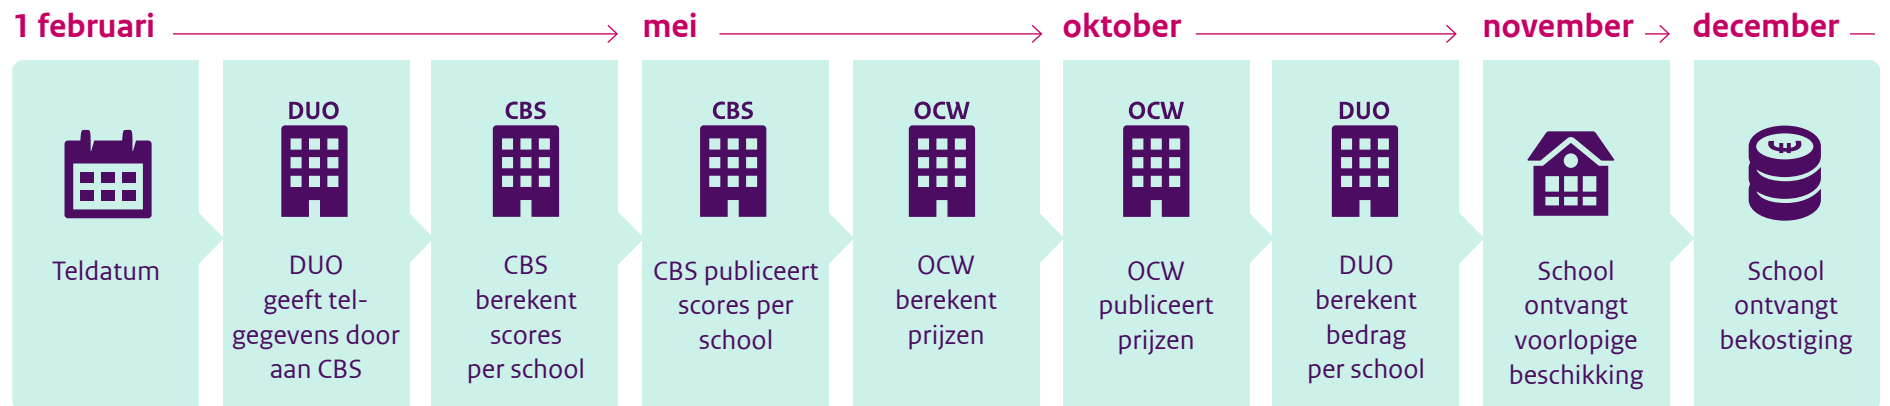 1 februari
mei
oktober
november
december
Teldatum
DUO
DUO
geeft tel-
gegevens door
aan CBS
CBS
CBS
berekent
scores
per school
CBS
CBS publiceert
scores per
school
OCW
OCW
berekent
prijzen
OCW
OCW
publiceert
prijzen
DUO
DUO
berekent
bedrag
per school
School
ontvangt
voorlopige
beschikking
School
ontvangt
bekostiging